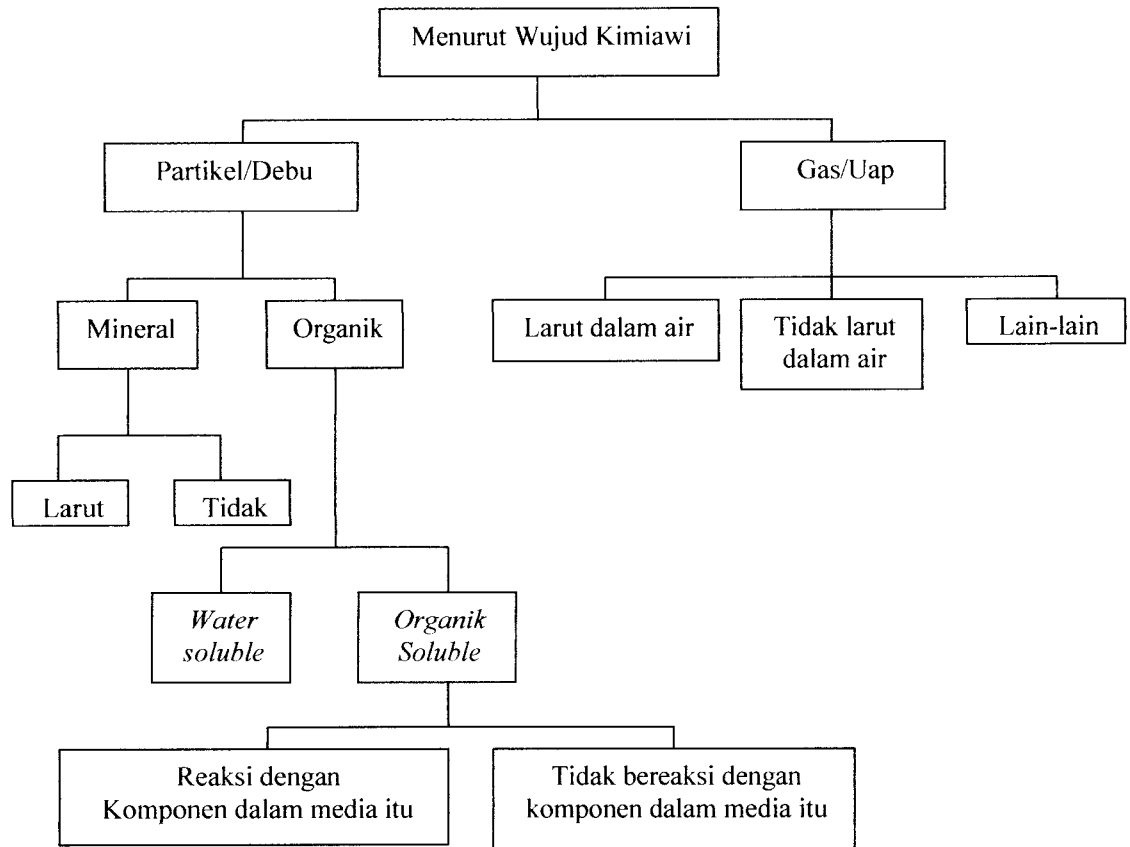 Menurut Wujud Kimiawi
Partikel/Debu
Gas/Uap
Mineral
Organik
Larut dalam air
Tidak larut
dalam air
Lain-lain
Larut
Tidak
Water
soluble
Organik
Soluble
Reaksi dengan
Komponen dalam media itu
Tidak bereaksi dengan
komponen dalam media itu